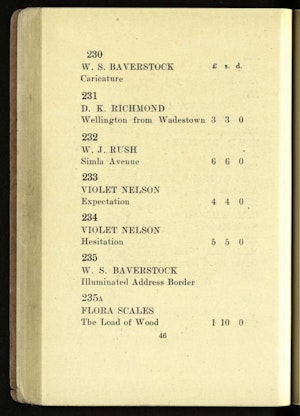 230
W. S. BAVERSTOCK £ s. d.
Caricature
231
D. K. RICHMOND
Wellington from Wadestown 3 3 0
232
W. J. RUSH
Simla Avenue 6 6 0
233
VIOLET NELSON
Expectation 4 4 0
234
VIOLET NELSON
Hesitation 5 5 0
235
W. S. BAVERSTOCK
Illuminated Address Border
235A
FLORA SCALES
The Load of Wood 1 10 0
46